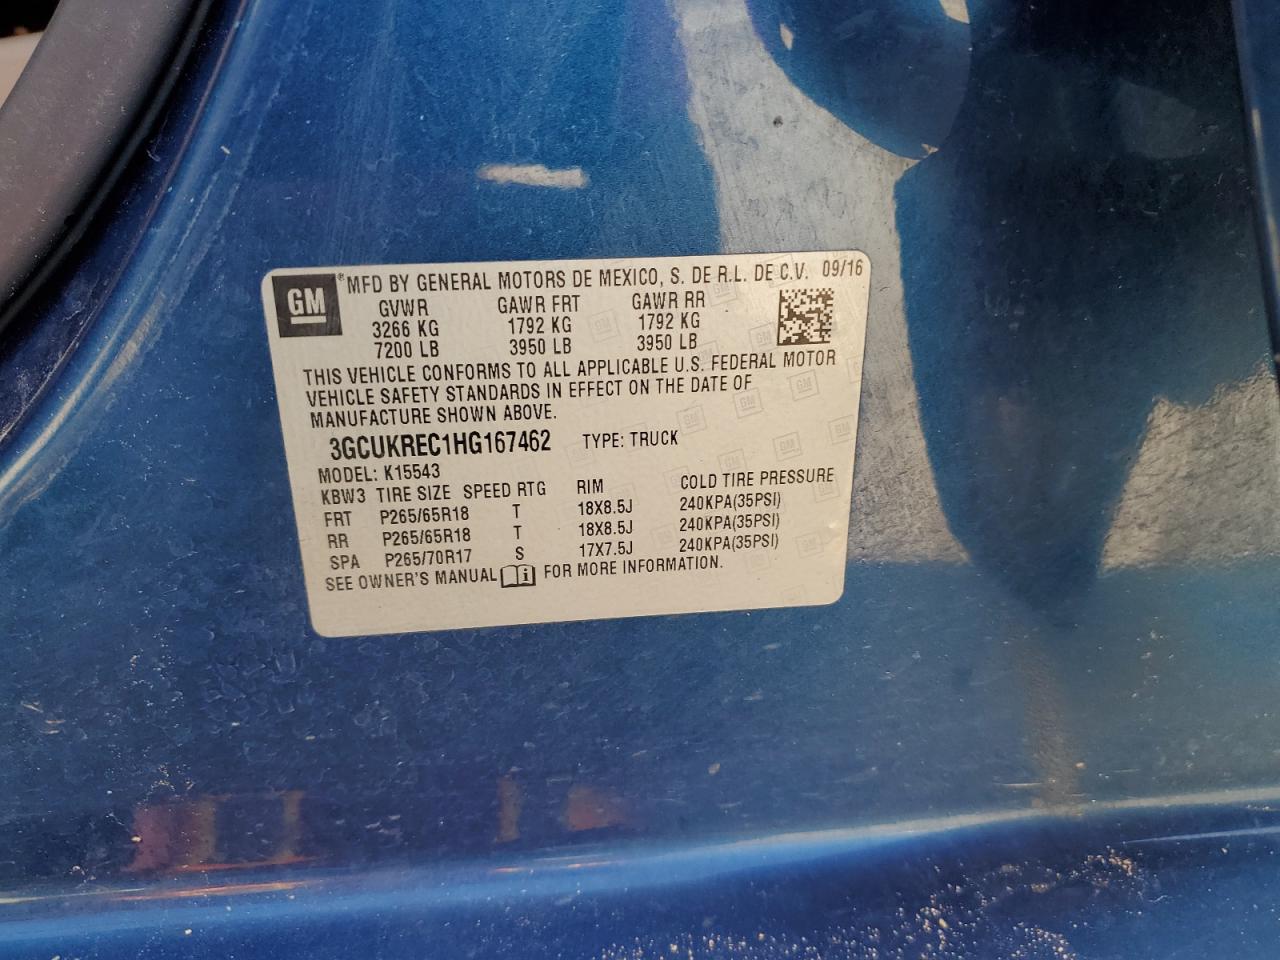 GM ® MFD BY GENERAL MOTORS DE MEXICO, S. DE R.L. DE C.V. 09/16
GVWR GAWR FRT GAWR RR
3266 KG 1792 KG 1792 KG
7200 LB 3950 LB 3950 LB
THIS VEHICLE CONFORMS TO ALL APPLICABLE U.S. FEDERAL MOTOR
VEHICLE SAFETY STANDARDS IN EFFECT ON THE DATE OF
MANUFACTURE SHOWN ABOVE.
3GCUKREC1HG167462 TYPE: TRUCK
MODEL: K15543
KBW3 TIRE SIZE SPEED RTG RIM COLD TIRE PRESSURE
FRT P265/65R18 T 18X8.5J 240KPA(35PSI)
RR P265/65R18 T 18X8.5J 240KPA(35PSI)
SPA P265/70R17 S 17X7.5J 240KPA(35PSI)
SEE OWNER'S MANUAL FOR MORE INFORMATION.